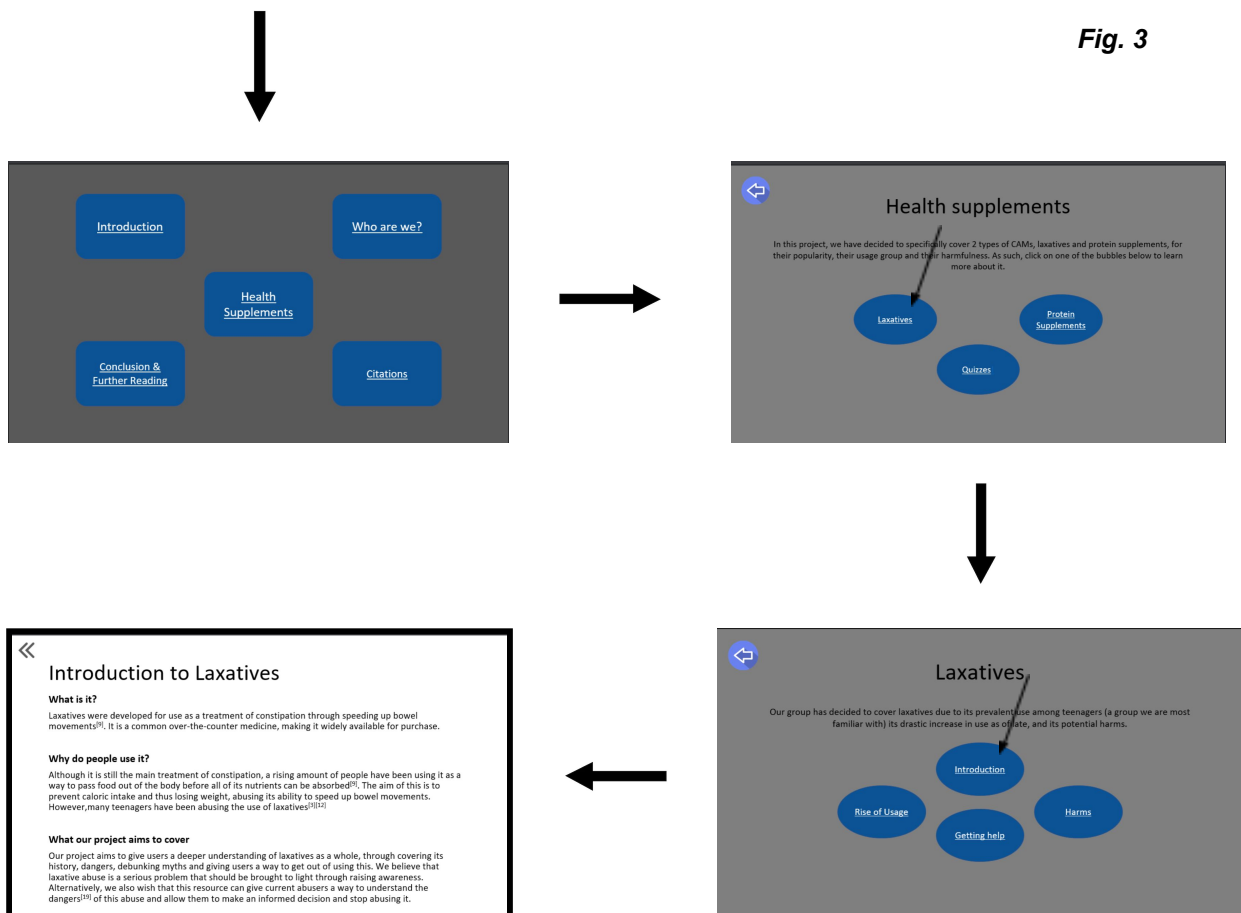 Fig. 3
Introduction
Who are we?
Health
Supplements
Conclusion &
Further Reading
Citations
Health supplements
In this project, we have decided to specifically cover 2 types of CAMs, laxatives and protein supplements, for
their popularity, their usage group and their harmfulness. As such, click on one of the bubbles below to learn
more about it.
Laxatives
Protein
Supplements
Quizzes
Laxatives
Our group has decided to cover laxatives due to its prevalent use among teenagers (a group we are most
familiar with) its drastic increase in use as of late, and its potential harms.
Introduction
Rise of Usage
Harms
Getting help
Introduction to Laxatives
What is it?
Laxatives were developed for use as a treatment of constipation through speeding up bowel
movements[9]. It is a common over-the-counter medicine, making it widely available for purchase.
Why do people use it?
Although it is still the main treatment of constipation, a rising amount of people have been using it as a
way to pass food out of the body before all of its nutrients can be absorbed[9]. The aim of this is to
prevent caloric intake and thus losing weight, abusing its ability to speed up bowel movements.
However,many teenagers have been abusing the use of laxatives[3][12]
What our project aims to cover
Our project aims to give users a deeper understanding of laxatives as a whole, through covering its
history, dangers, debunking myths and giving users a way to get out of using this. We believe that
laxative abuse is a serious problem that should be brought to light through raising awareness.
Alternatively, we also wish that this resource can give current abusers a way to understand the
dangers[19] of this abuse and allow them to make an informed decision and stop abusing it.